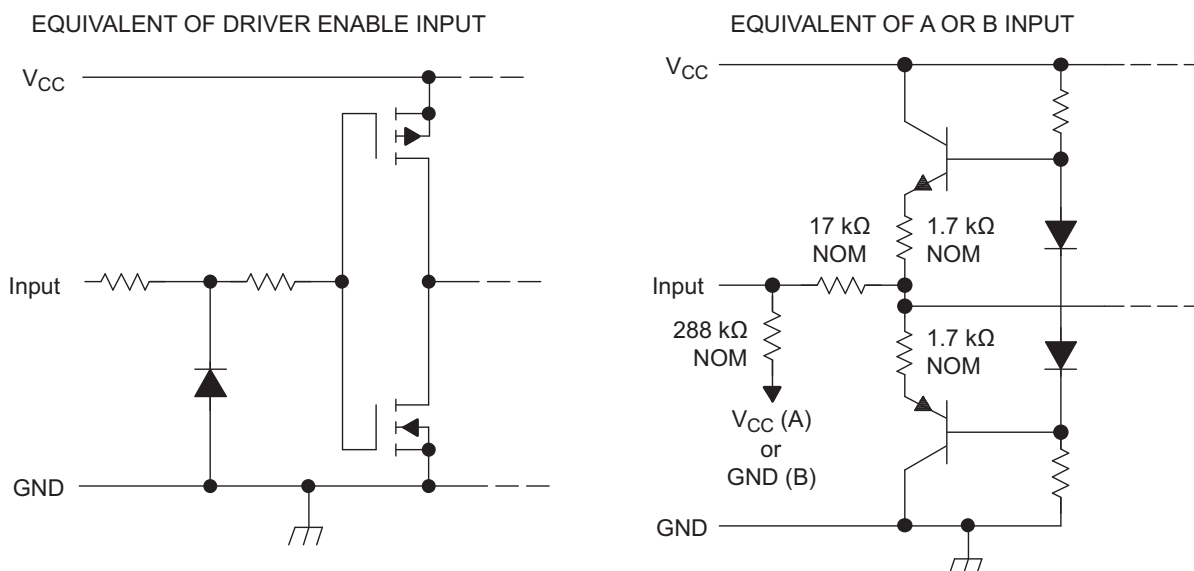 EQUIVALENT OF DRIVER ENABLE INPUT
VCC
Input
GND
EQUIVALENT OF A OR B INPUT
VCC
17 kΩ
NOM
1.7 kΩ
NOM
Input
288 kΩ
NOM
1.7 kΩ
NOM
VCC (A)
or
GND (B)
GND